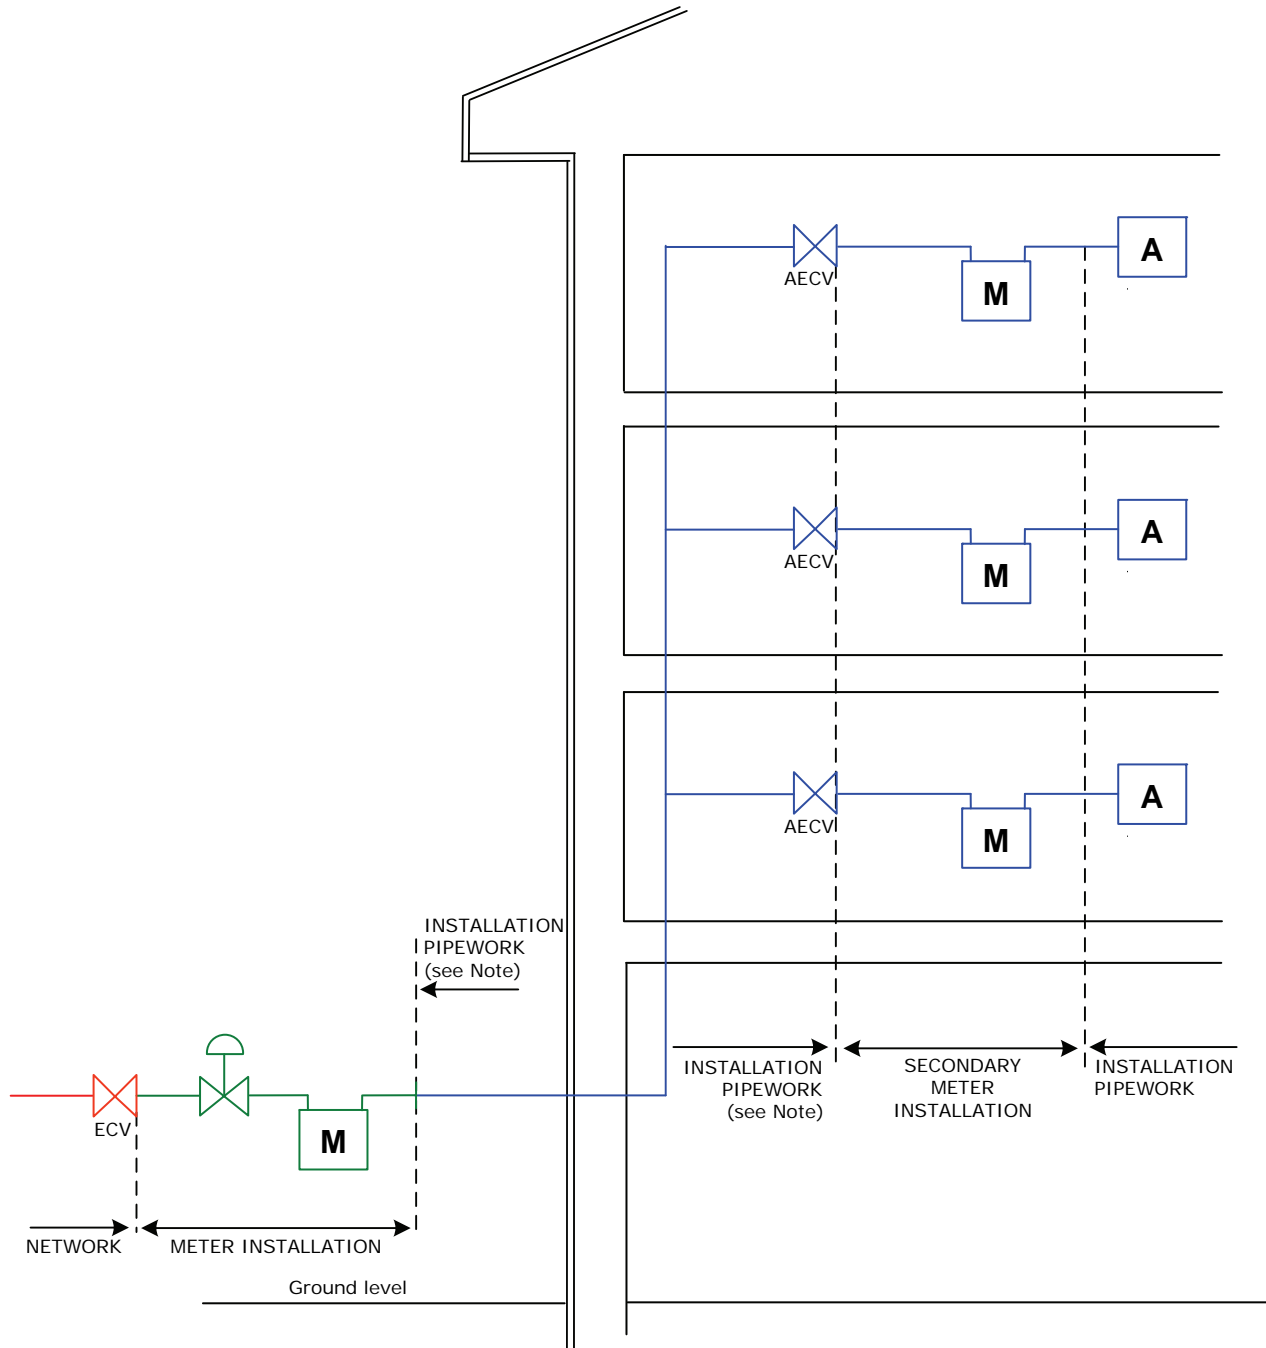 A
AECV
M
A
AECV
M
A
AECV
M
INSTALLATION
PIPEWORK
(see Note)
INSTALLATION
PIPEWORK
(see Note)
SECONDARY
METER
INSTALLATION
INSTALLATION
PIPEWORK
ECV
M
NETWORK
METER INSTALLATION
Ground level